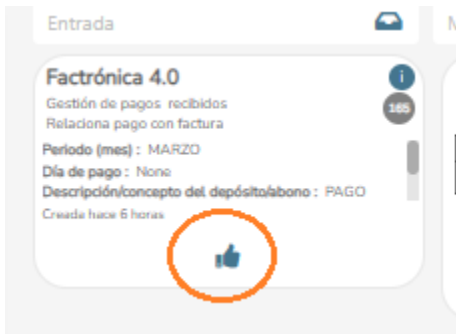 Entrada
Factrónica 4.0
i
Gestión de pagos recibidos
165
Relaciona pago con factura
Periodo (mes) : MARZO
Día de pago : None
Descripción/concepto del depósito/abono : PAGO
Creada hace 6 horas